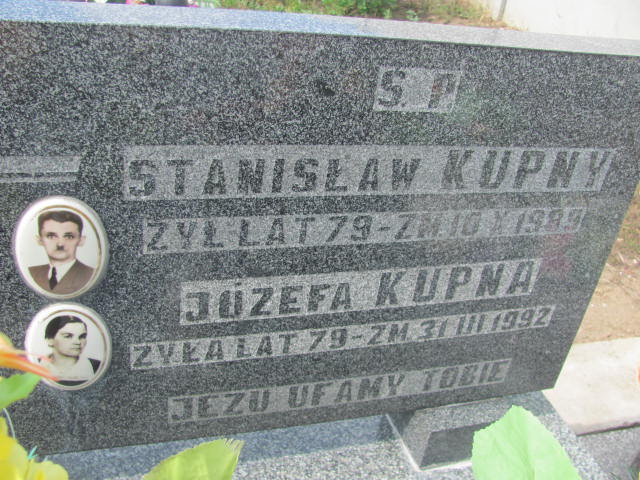 Ś. P
STANISŁAW KUPNY
ŻYŁ LAT 79 - ZM. 10
JÓZEFA KUPNA
ŻYŁA LAT 79 - ZM. 31 III 1992
JEZU UFAMY TOBIE